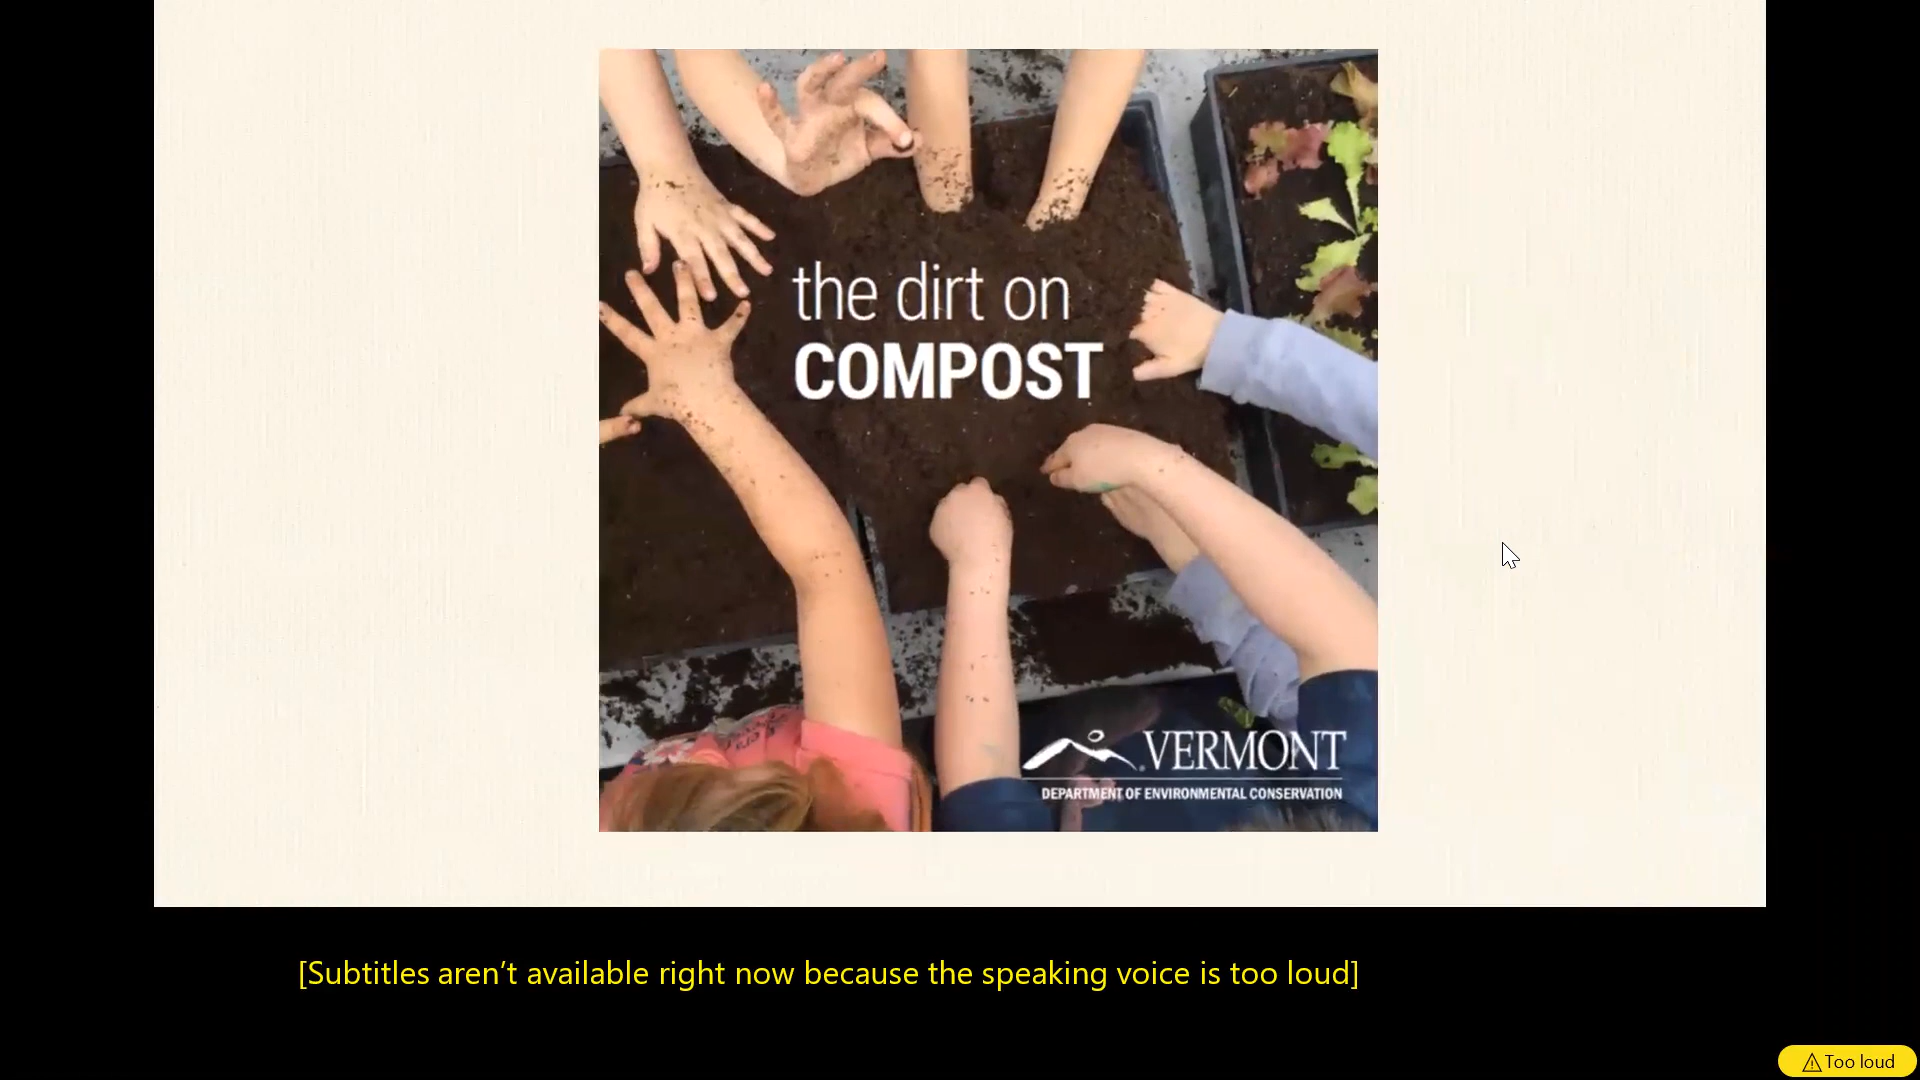 the dirt on
COMPOST
VERMONT
DEPARTMENT OF ENVIRONMENTAL CONSERVATION
[Subtitles aren’t available right now because the speaking voice is too loud]
Too loud